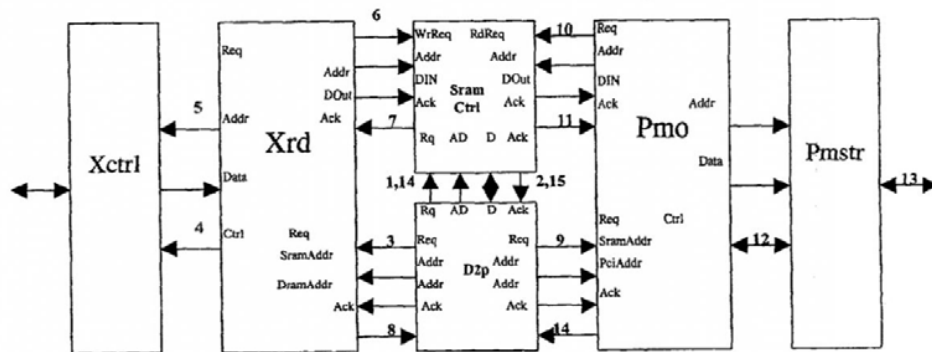 6
10
Req
WrReq RdReq
Req
Addr
Addr Addr
Addr
DIN DOut
DIN
DOut
Sram
Ctrl
Ack Ack
Ack
Addr
5
Addr
Ack
7
11
Xrd
Pmo
Rq AD D Ack
Xctrl
Pmstr
Data
Data
1,14
2,15
13
Rq AD D Ack
4
Ctrl
Req
Req
Ctrl
Req
3
Req
9
SramAddr
12
SramAddr
Addr
Addr
PciAddr
D2p
DramAddr
Addr
Addr
Ack
Ack
Ack
Ack
8
14